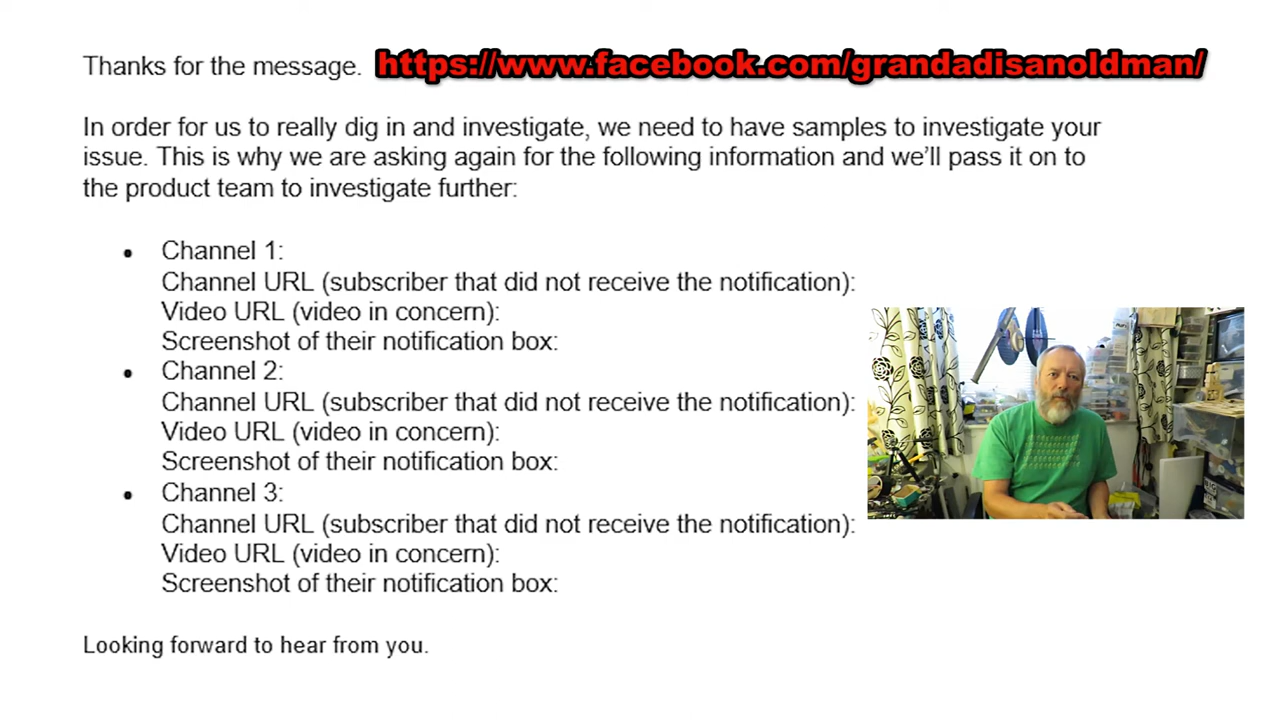 Thanks for the message. https://www.facebook.com/grandadisanoldman/
In order for us to really dig in and investigate, we need to have samples to investigate your
issue. This is why we are asking again for the following information and we'll pass it on to
the product team to investigate further:
• Channel 1:
Channel URL (subscriber that did not receive the notification):
Video URL (video in concern):
Screenshot of their notification box:
• Channel 2:
Channel URL (subscriber that did not receive the notification):
Video URL (video in concern):
Screenshot of their notification box:
• Channel 3:
Channel URL (subscriber that did not receive the notification):
Video URL (video in concern):
Screenshot of their notification box:
Looking forward to hear from you.